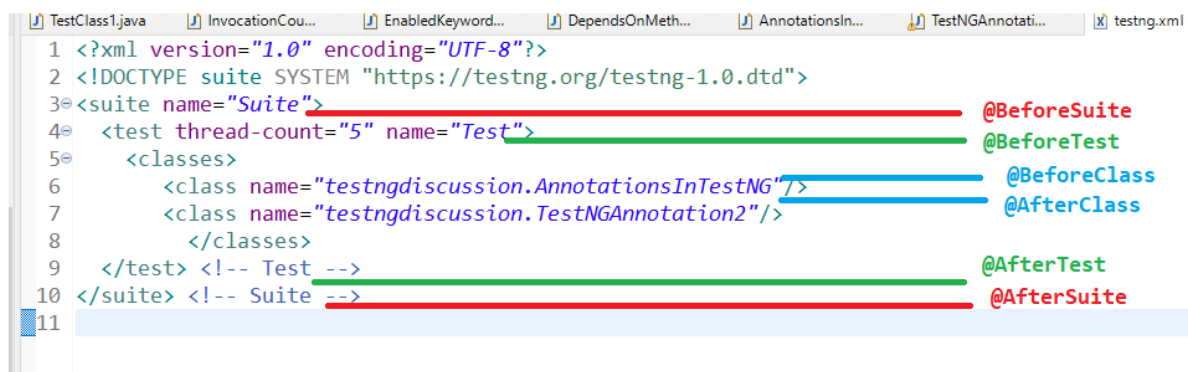 TestClass1.java InvocationCou... EnabledKeyword... DependsOnMeth... AnnotationsIn... TestNGAnnotati... testng.xml
1 <?xml version="1.0" encoding="UTF-8"?>
2 <!DOCTYPE suite SYSTEM "https://testng.org/testng-1.0.dtd">
3 <suite name="Suite"> @BeforeSuite
4 <test thread-count="5" name="Test"> @BeforeTest
5 <classes>
6 <class name="testngdiscussion.AnnotationsInTestNG"/> @BeforeClass
7 <class name="testngdiscussion.TestNGAnnotation2"/> @AfterClass
8 </classes>
9 </test> <!-- Test --> @AfterTest
10 </suite> <!-- Suite --> @AfterSuite
11